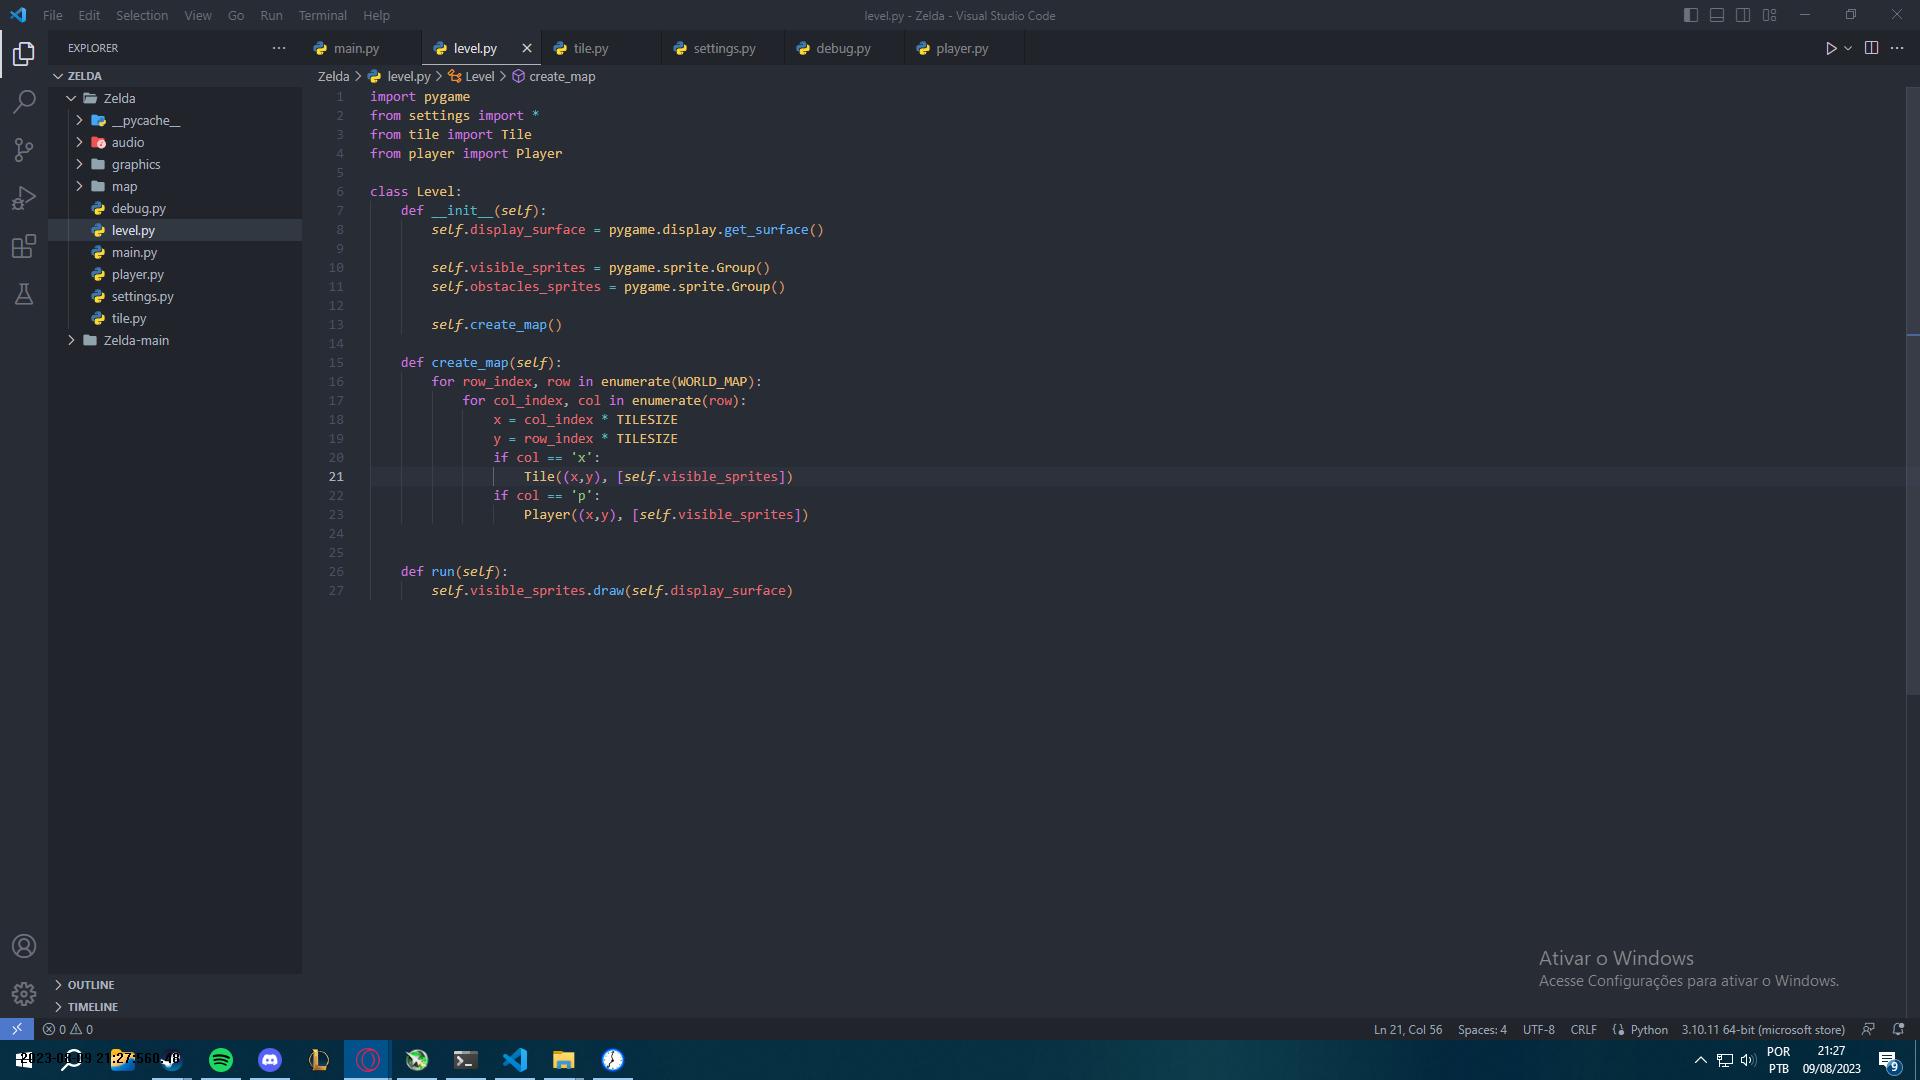 File Edit Selection View Go Run Terminal Help
level.py - Zelda - Visual Studio Code
EXPLORER
main.py level.py tile.py settings.py debug.py player.py
ZELDA
Zelda
__pycache__
audio
graphics
map
debug.py
level.py
main.py
player.py
settings.py
tile.py
Zelda-main
OUTLINE
TIMELINE
Zelda > level.py > Level > create_map
1 import pygame
2 from settings import *
3 from tile import Tile
4 from player import Player
5
6 class Level:
7 def __init__(self):
8 self.display_surface = pygame.display.get_surface()
9
10 self.visible_sprites = pygame.sprite.Group()
11 self.obstacles_sprites = pygame.sprite.Group()
12
13 self.create_map()
14
15 def create_map(self):
16 for row_index, row in enumerate(WORLD_MAP):
17 for col_index, col in enumerate(row):
18 x = col_index * TILESIZE
19 y = row_index * TILESIZE
20 if col == 'x':
21 Tile((x,y), [self.visible_sprites])
22 if col == 'p':
23 Player((x,y), [self.visible_sprites])
24
25
26 def run(self):
27 self.visible_sprites.draw(self.display_surface)
Ativar o Windows
Acesse Configurações para ativar o Windows.
0 0
Ln 21, Col 56 Spaces: 4 UTF-8 CRLF Python 3.10.11 64-bit (microsoft store)
POR
PTB
21:27
09/08/2023
9